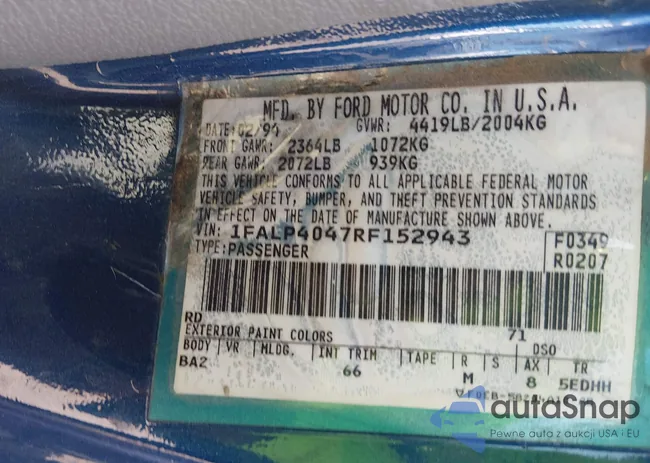 MFD. BY FORD MOTOR CO. IN U.S.A.
DATE: 02/94 GVWR: 4419LB/2004KG
FRONT GAWR: 2364LB 1072KG
REAR GAWR: 2072LB 939KG
THIS VEHICLE CONFORMS TO ALL APPLICABLE FEDERAL MOTOR
VEHICLE SAFETY, BUMPER, AND THEFT PREVENTION STANDARDS
IN EFFECT ON THE DATE OF MANUFACTURE SHOWN ABOVE.
VIN: 1FALP4047RF152943 F0349
TYPE: PASSENGER R0207
RD 71
EXTERIOR PAINT COLORS DSO
BODY VR MLDG. INT TRIM TAPE R S AX TR
BA2 66 M 8 5EDHH
autoSnap
Pewne auta z aukcji USA i EU